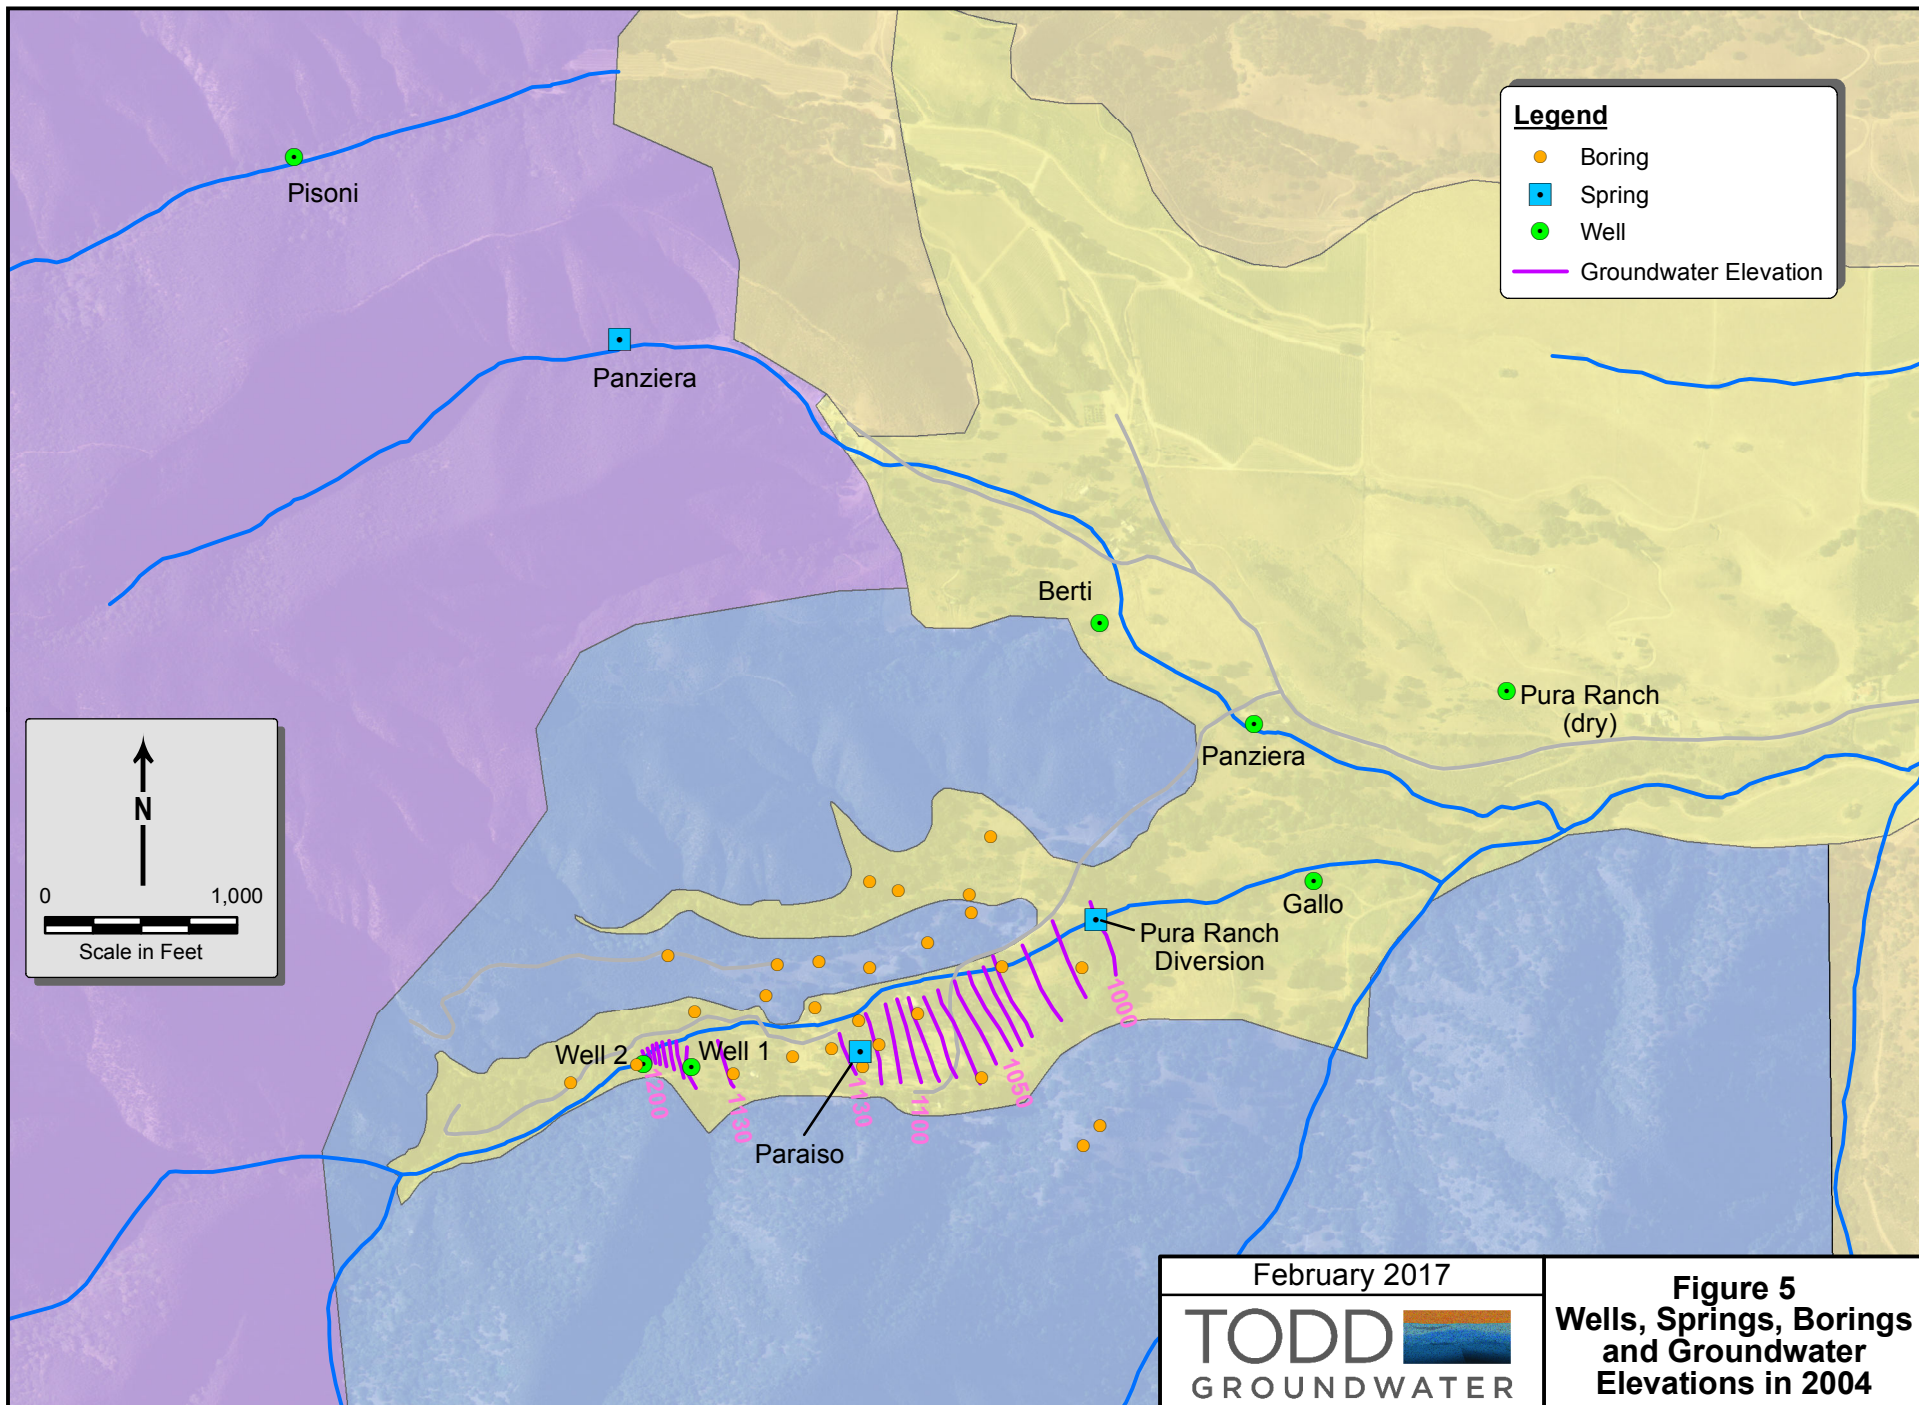 Legend
Boring
Spring
Well
Groundwater Elevation
Pisoni
Panziera
Berti
Pura Ranch
(dry)
Panziera
N
0 1,000
Scale in Feet
Gallo
Pura Ranch
Diversion
1000
Well 2
Well 1
1200
1130
1130
1100
1050
Paraiso
February 2017
TODD
GROUNDWATER
Figure 5
Wells, Springs, Borings
and Groundwater
Elevations in 2004